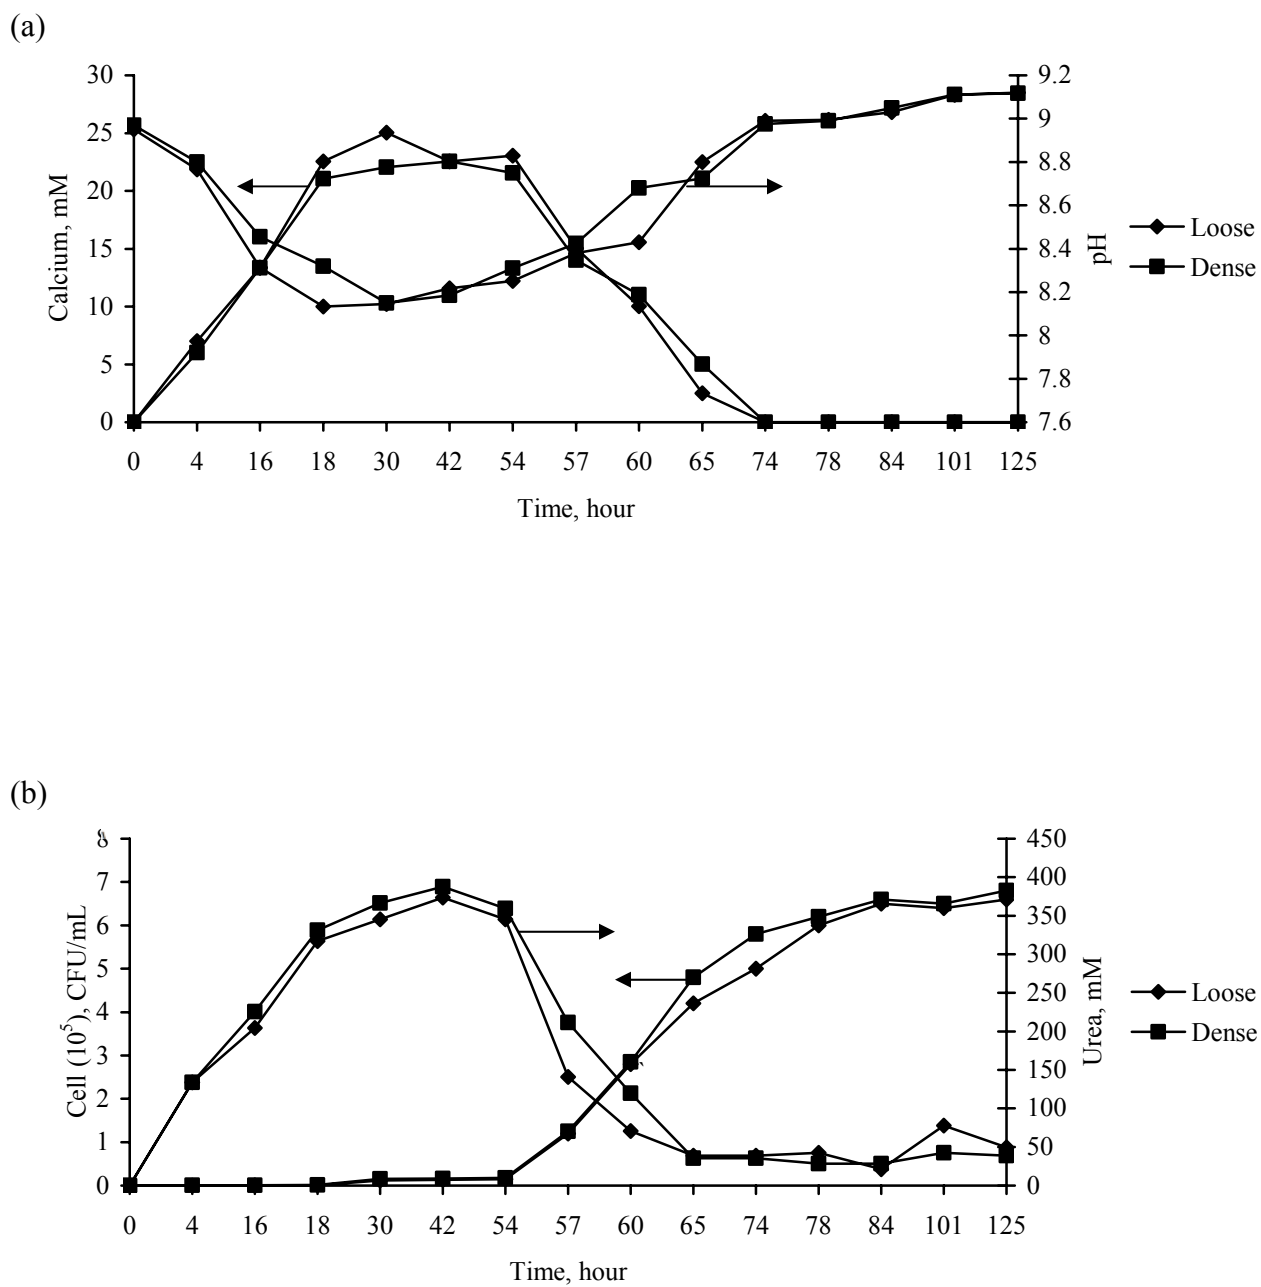 (a)
30
25
20
15
10
5
0
Calcium, mM
9.2
9
8.8
8.6
8.4
8.2
8
7.8
7.6
pH
Loose
Dense
0 4 16 18 30 42 54 57 60 65 74 78 84 101 125
Time, hour
(b)
8
7
6
5
4
3
2
1
0
Cell (10⁵), CFU/mL
450
400
350
300
250
200
150
100
50
0
Urea, mM
Loose
Dense
0 4 16 18 30 42 54 57 60 65 74 78 84 101 125
Time, hour